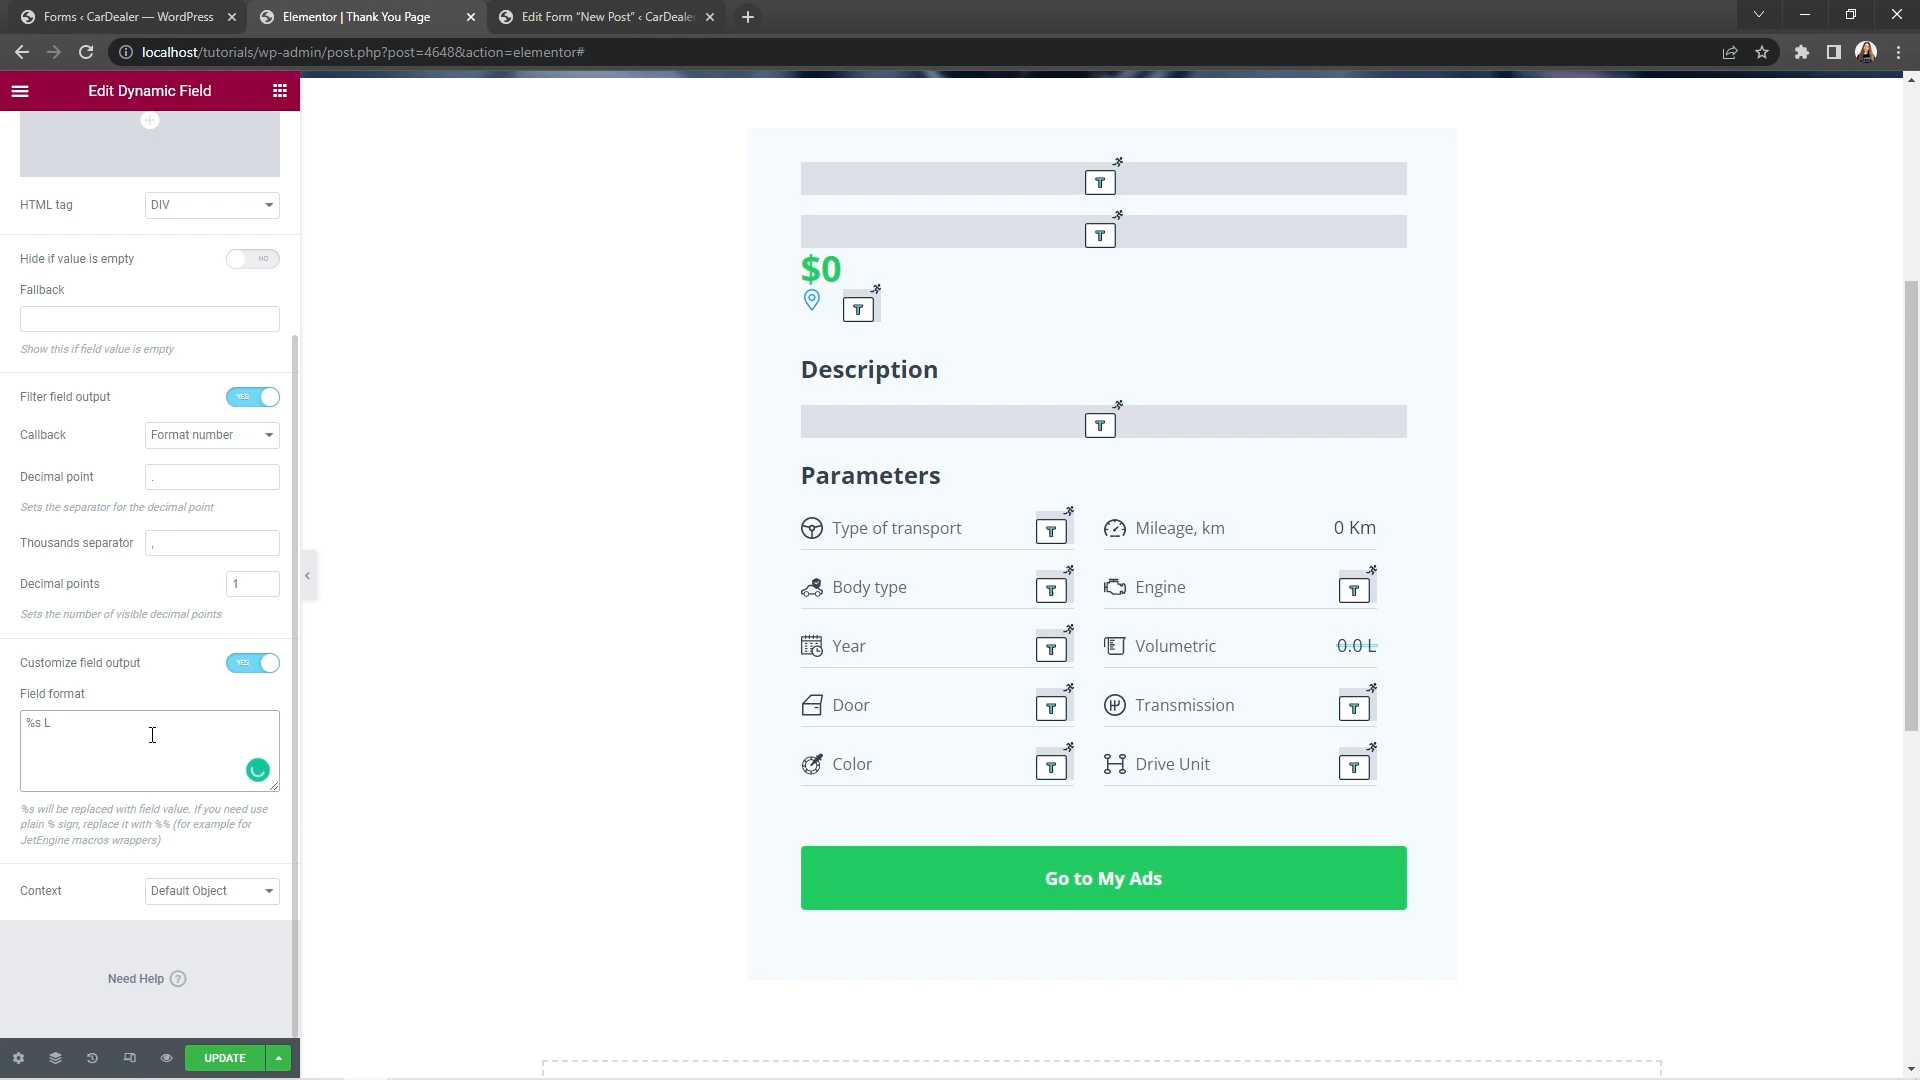 Forms ‹ CarDealer — WordPress
Elementor | Thank You Page
Edit Form “New Post” ‹ CarDealer
localhost/tutorials/wp-admin/post.php?post=4648&action=elementor#
Edit Dynamic Field
HTML tag
DIV
Hide if value is empty
NO
Fallback
Show this if field value is empty
Filter field output
YES
Callback
Format number
Decimal point
.
Sets the separator for the decimal point
Thousands separator
,
Decimal points
1
Sets the number of visible decimal points
Customize field output
YES
Field format
%s L
%s will be replaced with field value. If you need use
plain % sign, replace it with %% (for example for
JetEngine macros wrappers)
Context
Default Object
Need Help
?
UPDATE
T
T
$0
T
Description
T
Parameters
Type of transport
T
Mileage, km
0 Km
Body type
T
Engine
T
Year
T
Volumetric
0.0 L
Door
T
Transmission
T
Color
T
Drive Unit
T
Go to My Ads